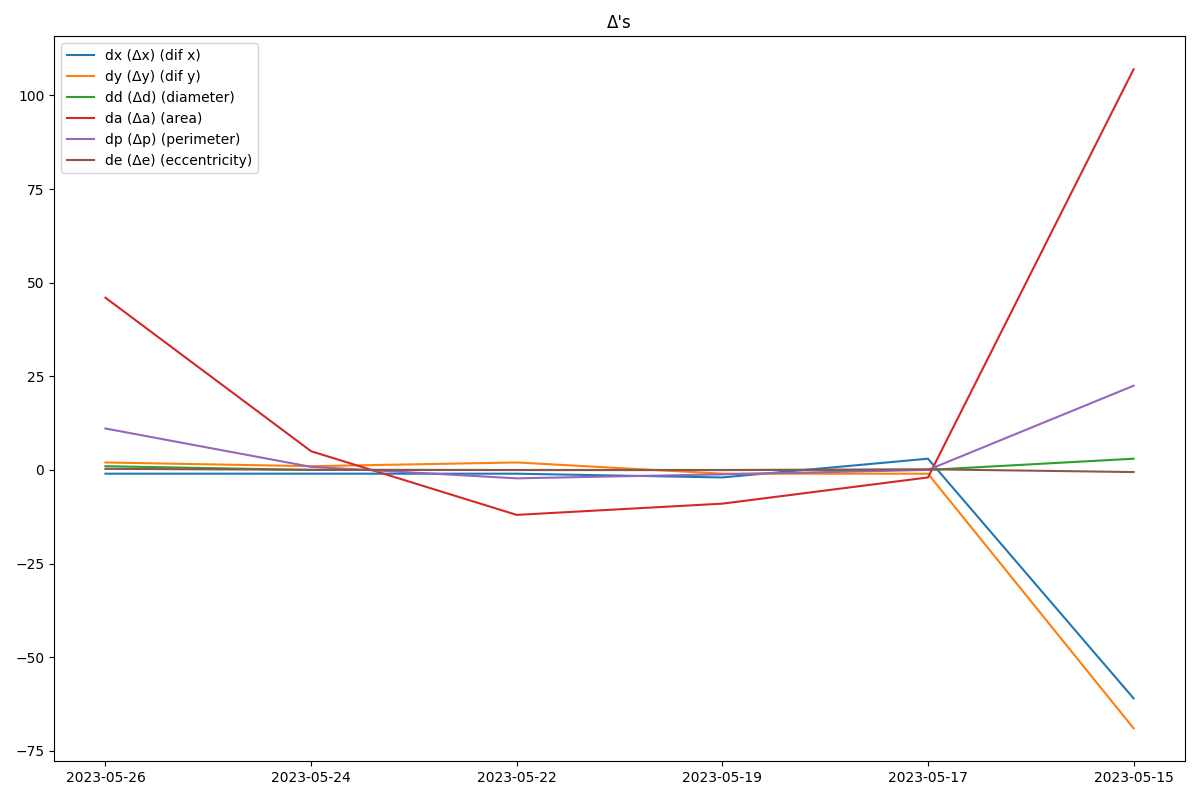 Δ's
dx (Δx) (dif x)
dy (Δy) (dif y)
dd (Δd) (diameter)
da (Δa) (area)
dp (Δp) (perimeter)
de (Δe) (eccentricity)
100
75
50
25
0
−25
−50
−75
2023-05-26 2023-05-24 2023-05-22 2023-05-19 2023-05-17 2023-05-15